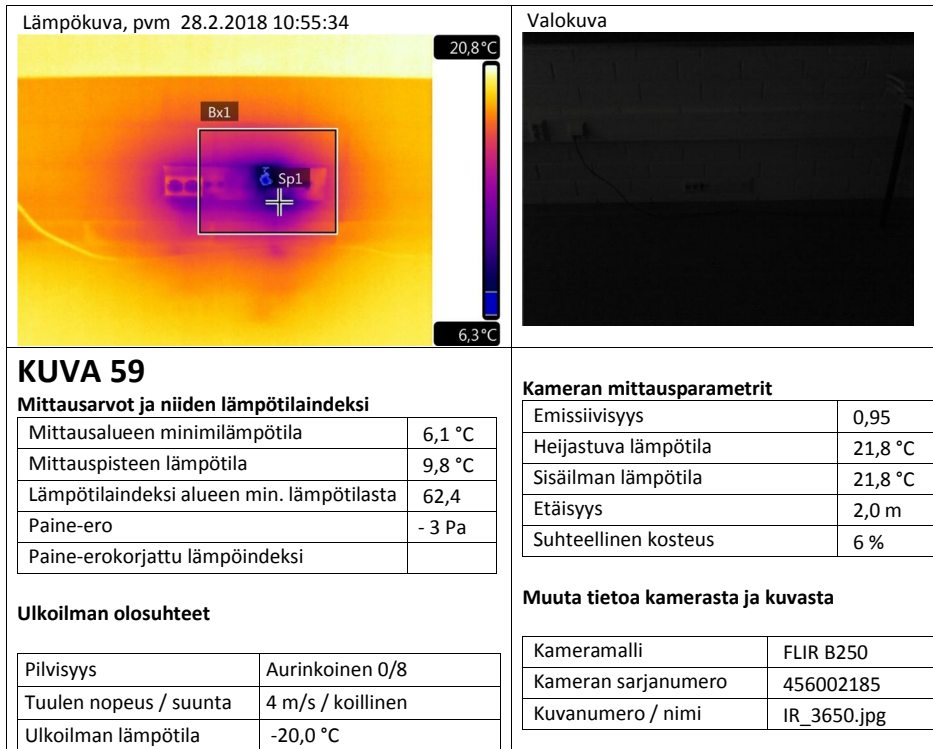 Lämpökuva, pvm 28.2.2018 10:55:34
20,8°C
Bx1
Sp1
6,3°C
Valokuva
KUVA 59
Mittausarvot ja niiden lämpötilaindeksi
Mittausalueen minimilämpötila 6,1 °C
Mittauspisteen lämpötila 9,8 °C
Lämpötilaindeksi alueen min. lämpötilasta 62,4
Paine-ero - 3 Pa
Paine-erokorjattu lämpöindeksi
Ulkoilman olosuhteet
Pilvisyys Aurinkoinen 0/8
Tuulen nopeus / suunta 4 m/s / koillinen
Ulkoilman lämpötila -20,0 °C
Kameran mittausparametrit
Emissiivisyys 0,95
Heijastuva lämpötila 21,8 °C
Sisäilman lämpötila 21,8 °C
Etäisyys 2,0 m
Suhteellinen kosteus 6 %
Muuta tietoa kamerasta ja kuvasta
Kameramalli FLIR B250
Kameran sarjanumero 456002185
Kuvanumero / nimi IR_3650.jpg